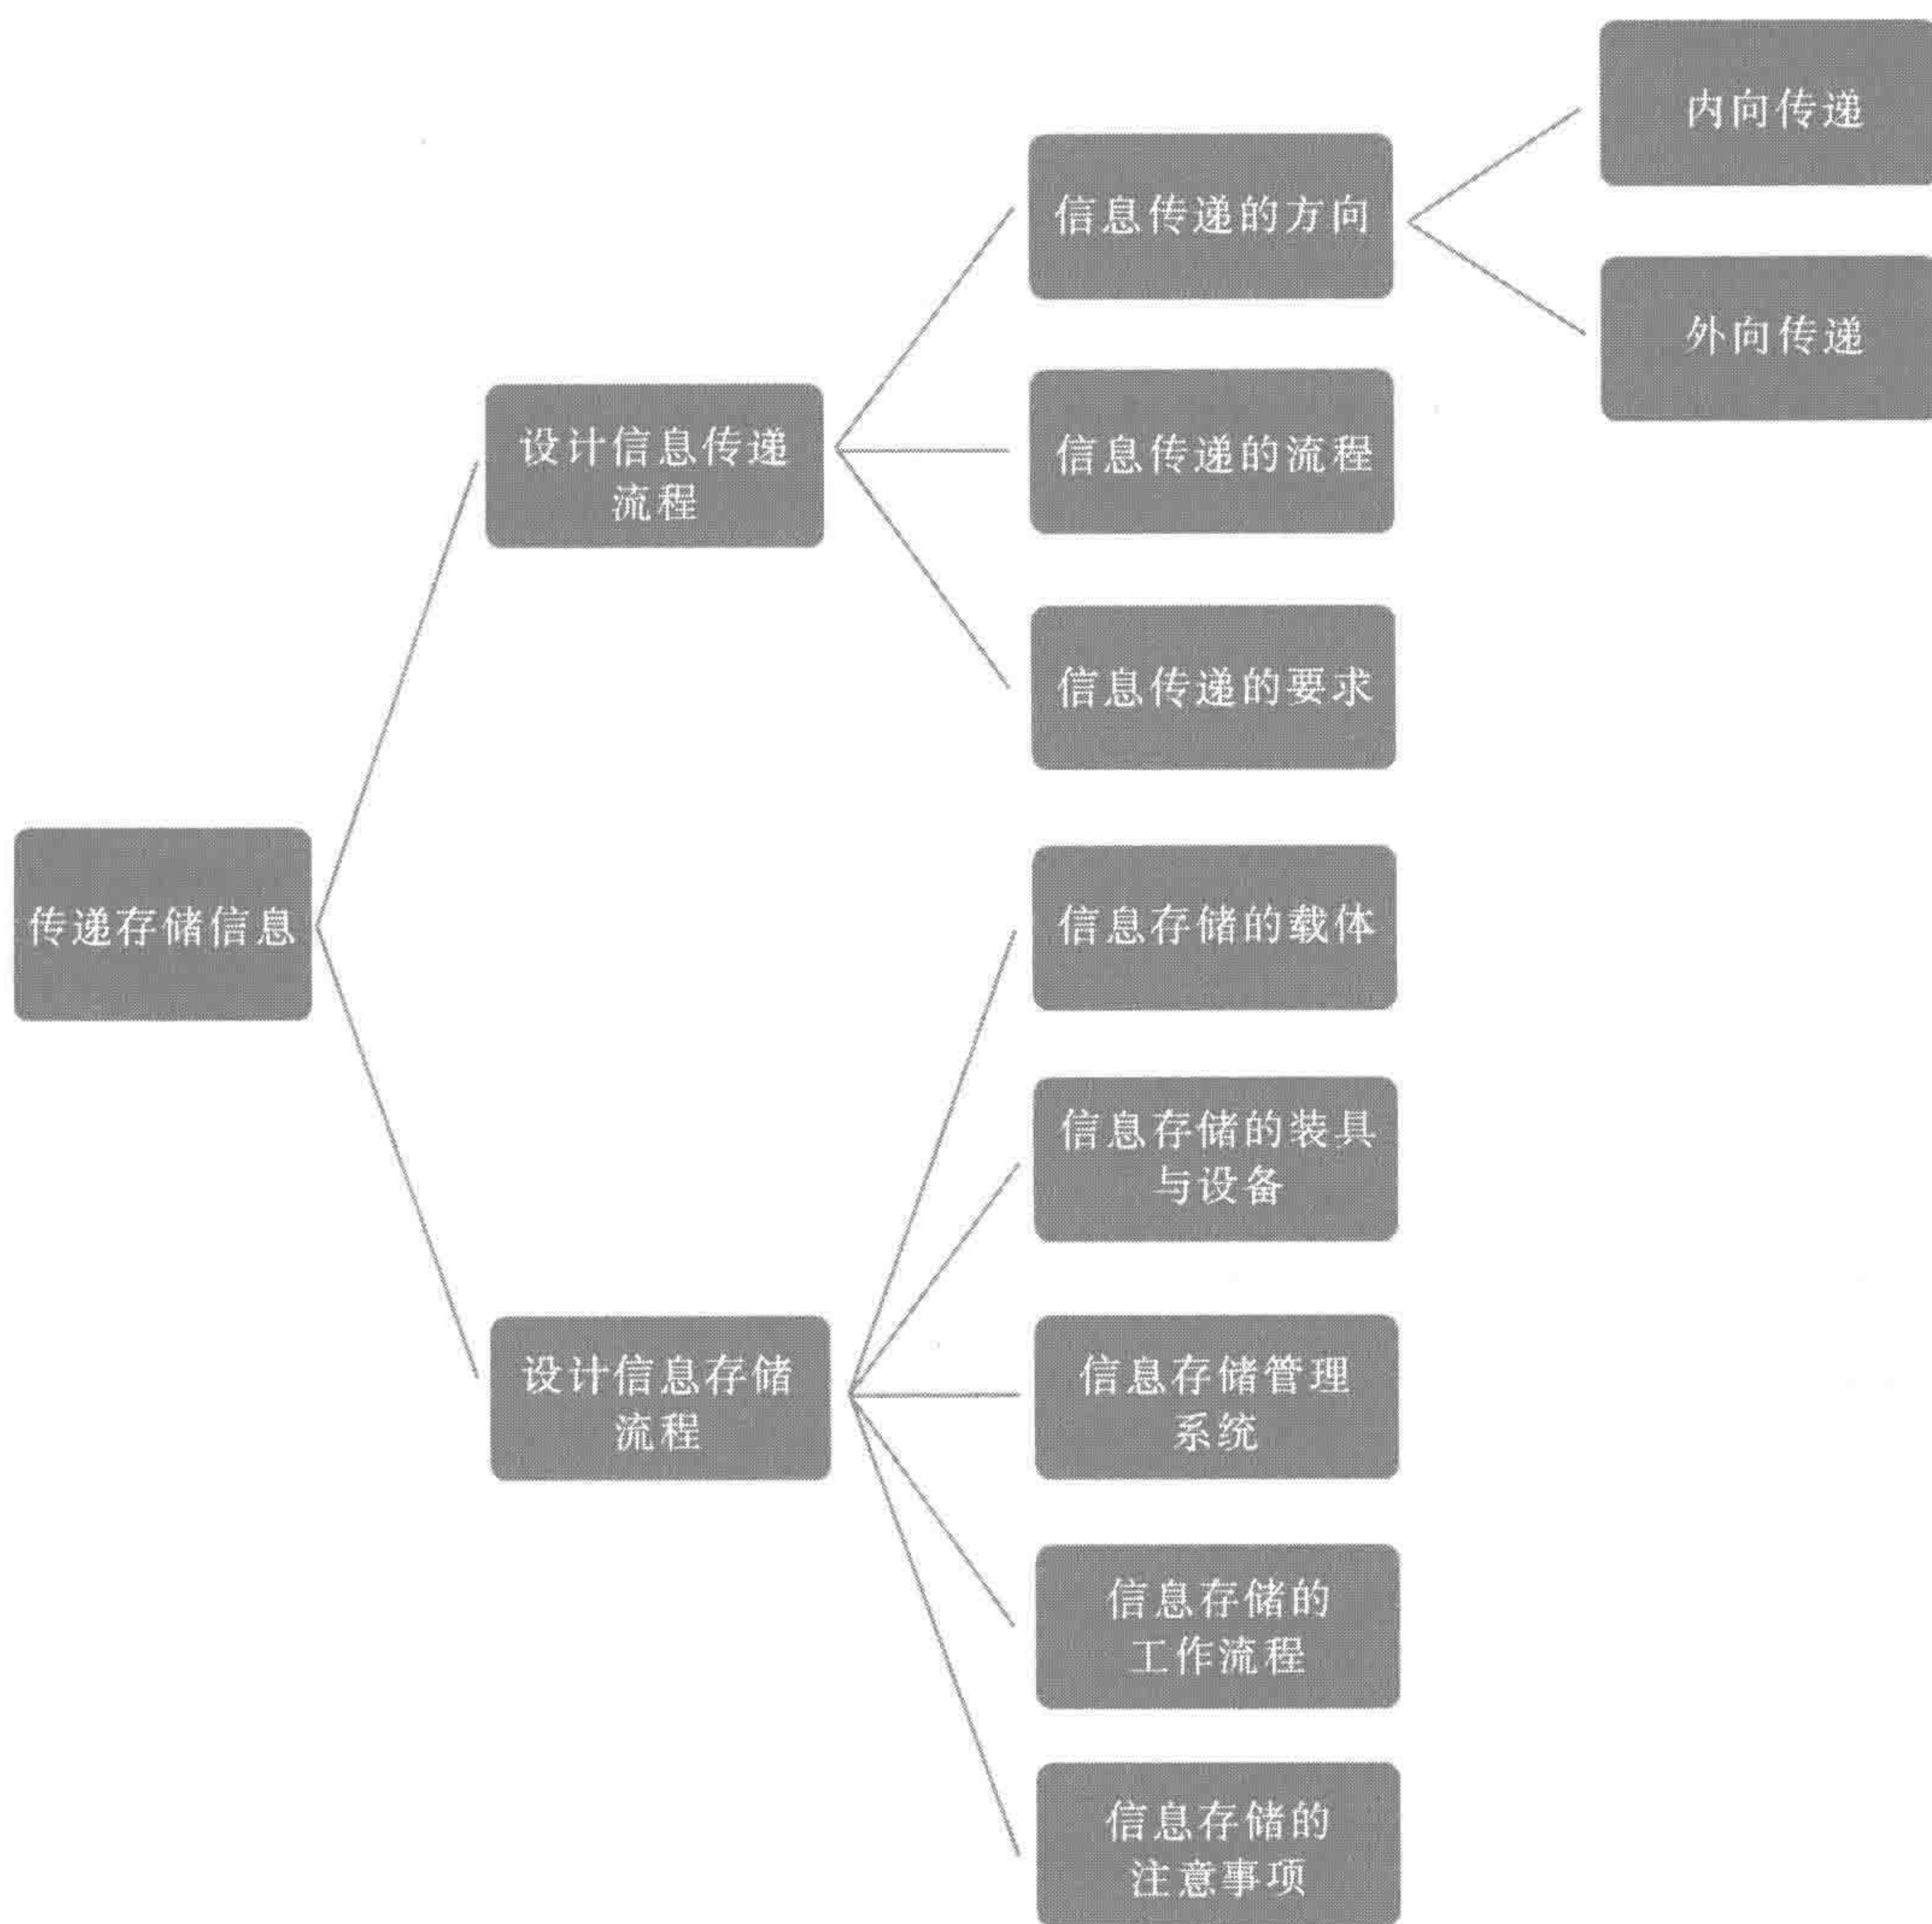 传递存储信息
设计信息传递
流程
信息传递的方向
内向传递
外向传递
信息传递的流程
信息传递的要求
设计信息存储
流程
信息存储的载体
信息存储的装具
与设备
信息存储管理
系统
信息存储的
工作流程
信息存储的
注意事项